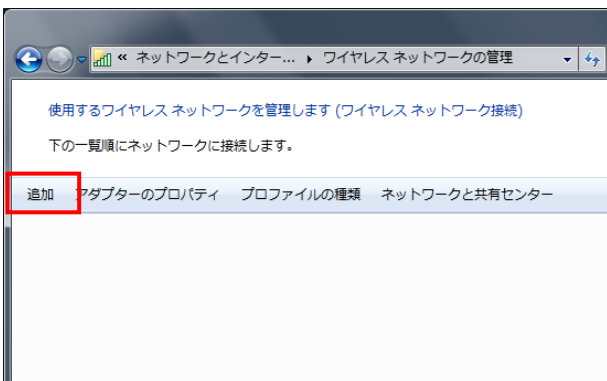 « ネットワークとインター... ▸ ワイヤレス ネットワークの管理
使用するワイヤレス ネットワークを管理します (ワイヤレス ネットワーク接続)
下の一覧順にネットワークに接続します。
追加 アダプターのプロパティ プロファイルの種類 ネットワークと共有センター